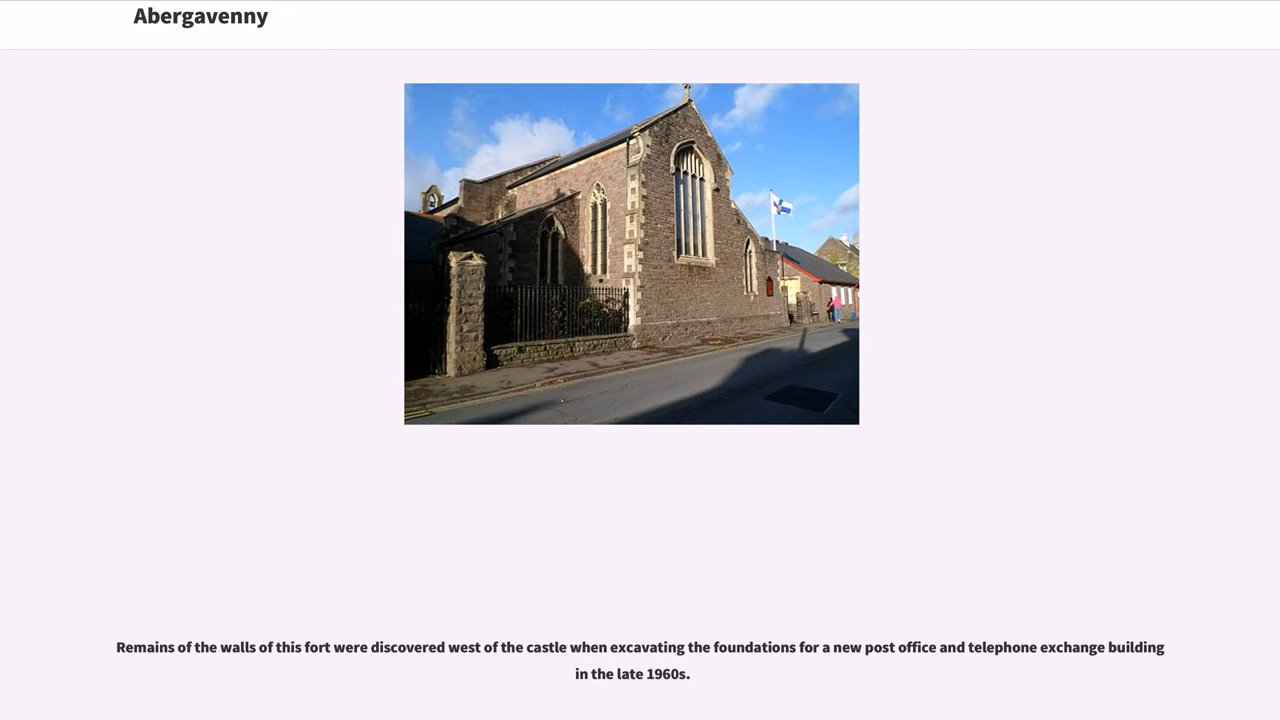 Abergavenny
Remains of the walls of this fort were discovered west of the castle when excavating the foundations for a new post office and telephone exchange building
in the late 1960s.